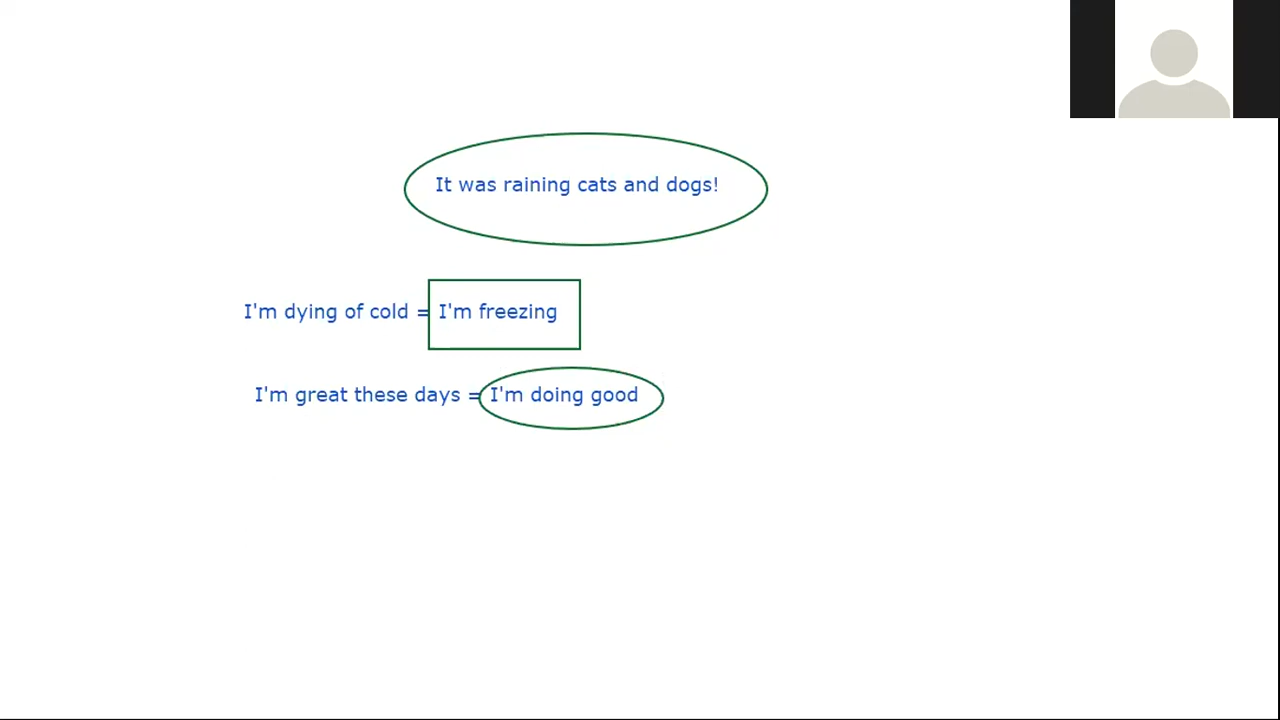 It was raining cats and dogs!
I'm dying of cold = I'm freezing
I'm great these days = I'm doing good